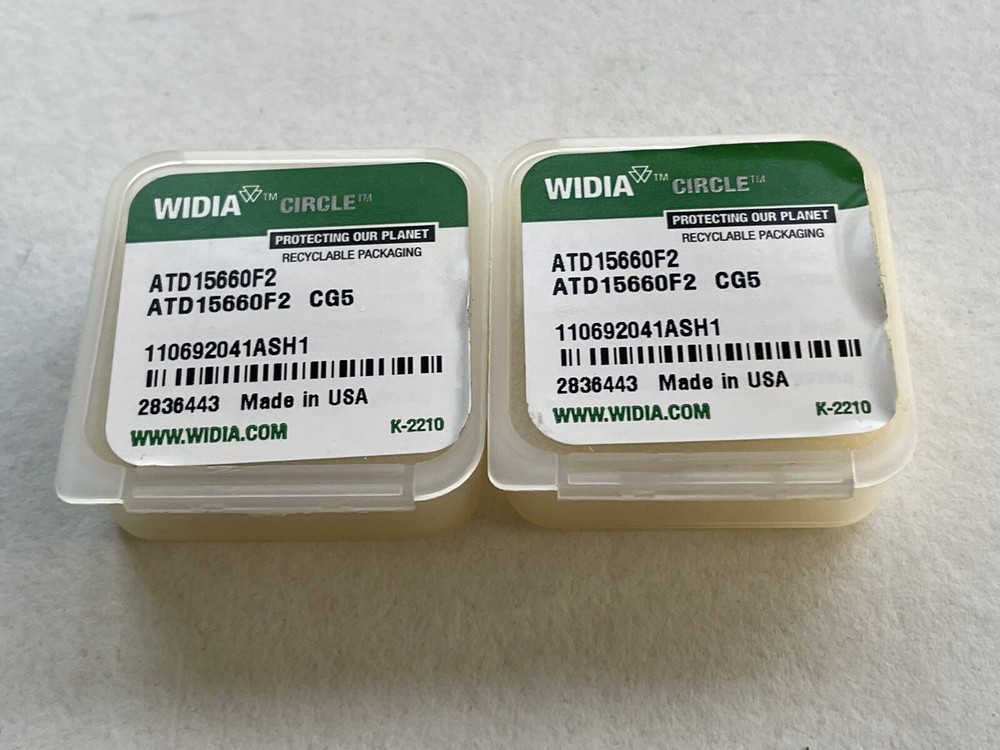 WIDIA™ CIRCLE™
PROTECTING OUR PLANET
RECYCLABLE PACKAGING
ATD15660F2
ATD15660F2 CG5
110692041ASH1
2836443 Made in USA
WWW.WIDIA.COM K-2210
WIDIA™ CIRCLE™
PROTECTING OUR PLANET
RECYCLABLE PACKAGING
ATD15660F2
ATD15660F2 CG5
110692041ASH1
2836443 Made in USA
WWW.WIDIA.COM K-2210